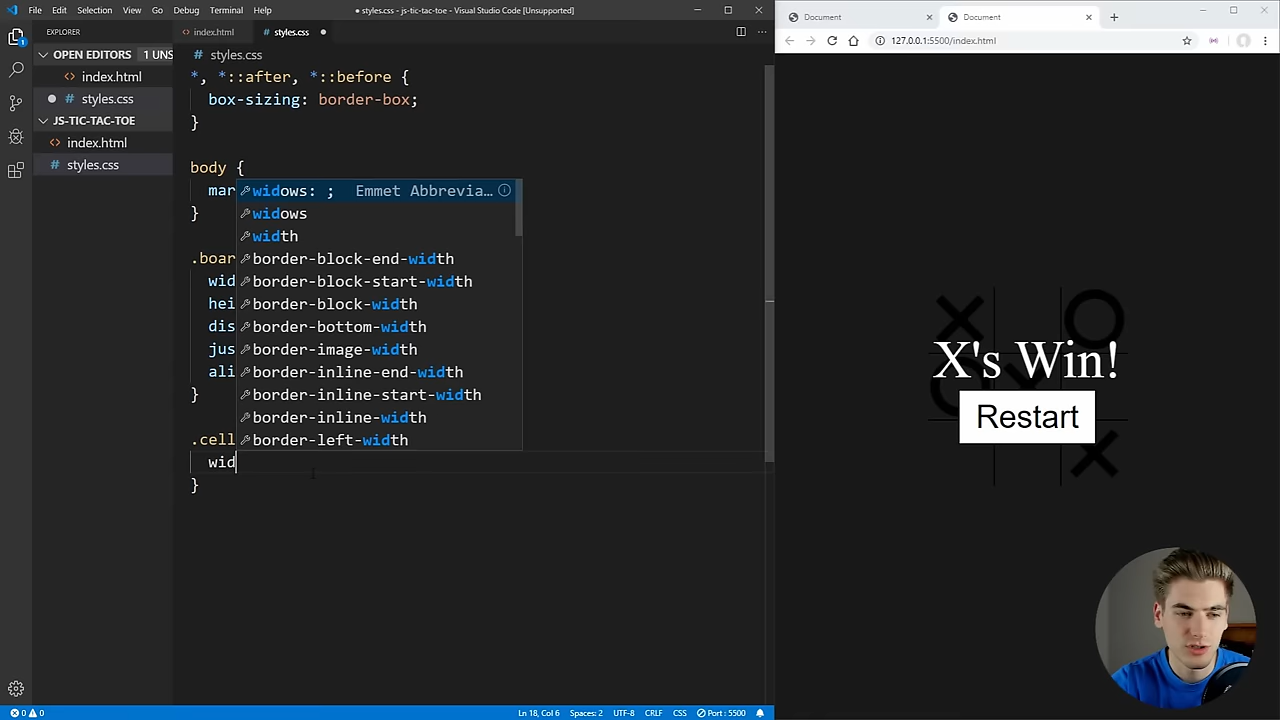 File Edit Selection View Go Debug Terminal Help
● styles.css - js-tic-tac-toe - Visual Studio Code [Unsupported]
EXPLORER
OPEN EDITORS 1 UNS
index.html
styles.css
JS-TIC-TAC-TOE
index.html
styles.css
1
index.html
styles.css
styles.css
*, *::after, *::before {
box-sizing: border-box;
}
body {
mar
}
.boar
wid
hei
dis
jus
ali
}
.cell
wid
}
widows: ; Emmet Abbrevia…
widows
width
border-block-end-width
border-block-start-width
border-block-width
border-bottom-width
border-image-width
border-inline-end-width
border-inline-start-width
border-inline-width
border-left-width
0 0
Ln 18, Col 6 Spaces: 2 UTF-8 CRLF CSS Port : 5500
Document
Document
127.0.0.1:5500/index.html
X's Win!
Restart